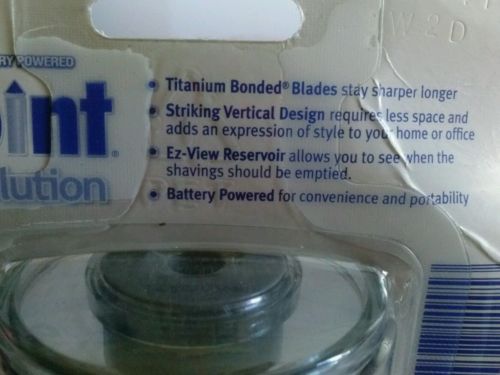 W2D
RY POWERED
• Titanium Bonded® Blades stay sharper longer
• Striking Vertical Design requires less space and
adds an expression of style to your home or office
• Ez-View Reservoir allows you to see when the
shavings should be emptied.
• Battery Powered for convenience and portability
oint®
lution